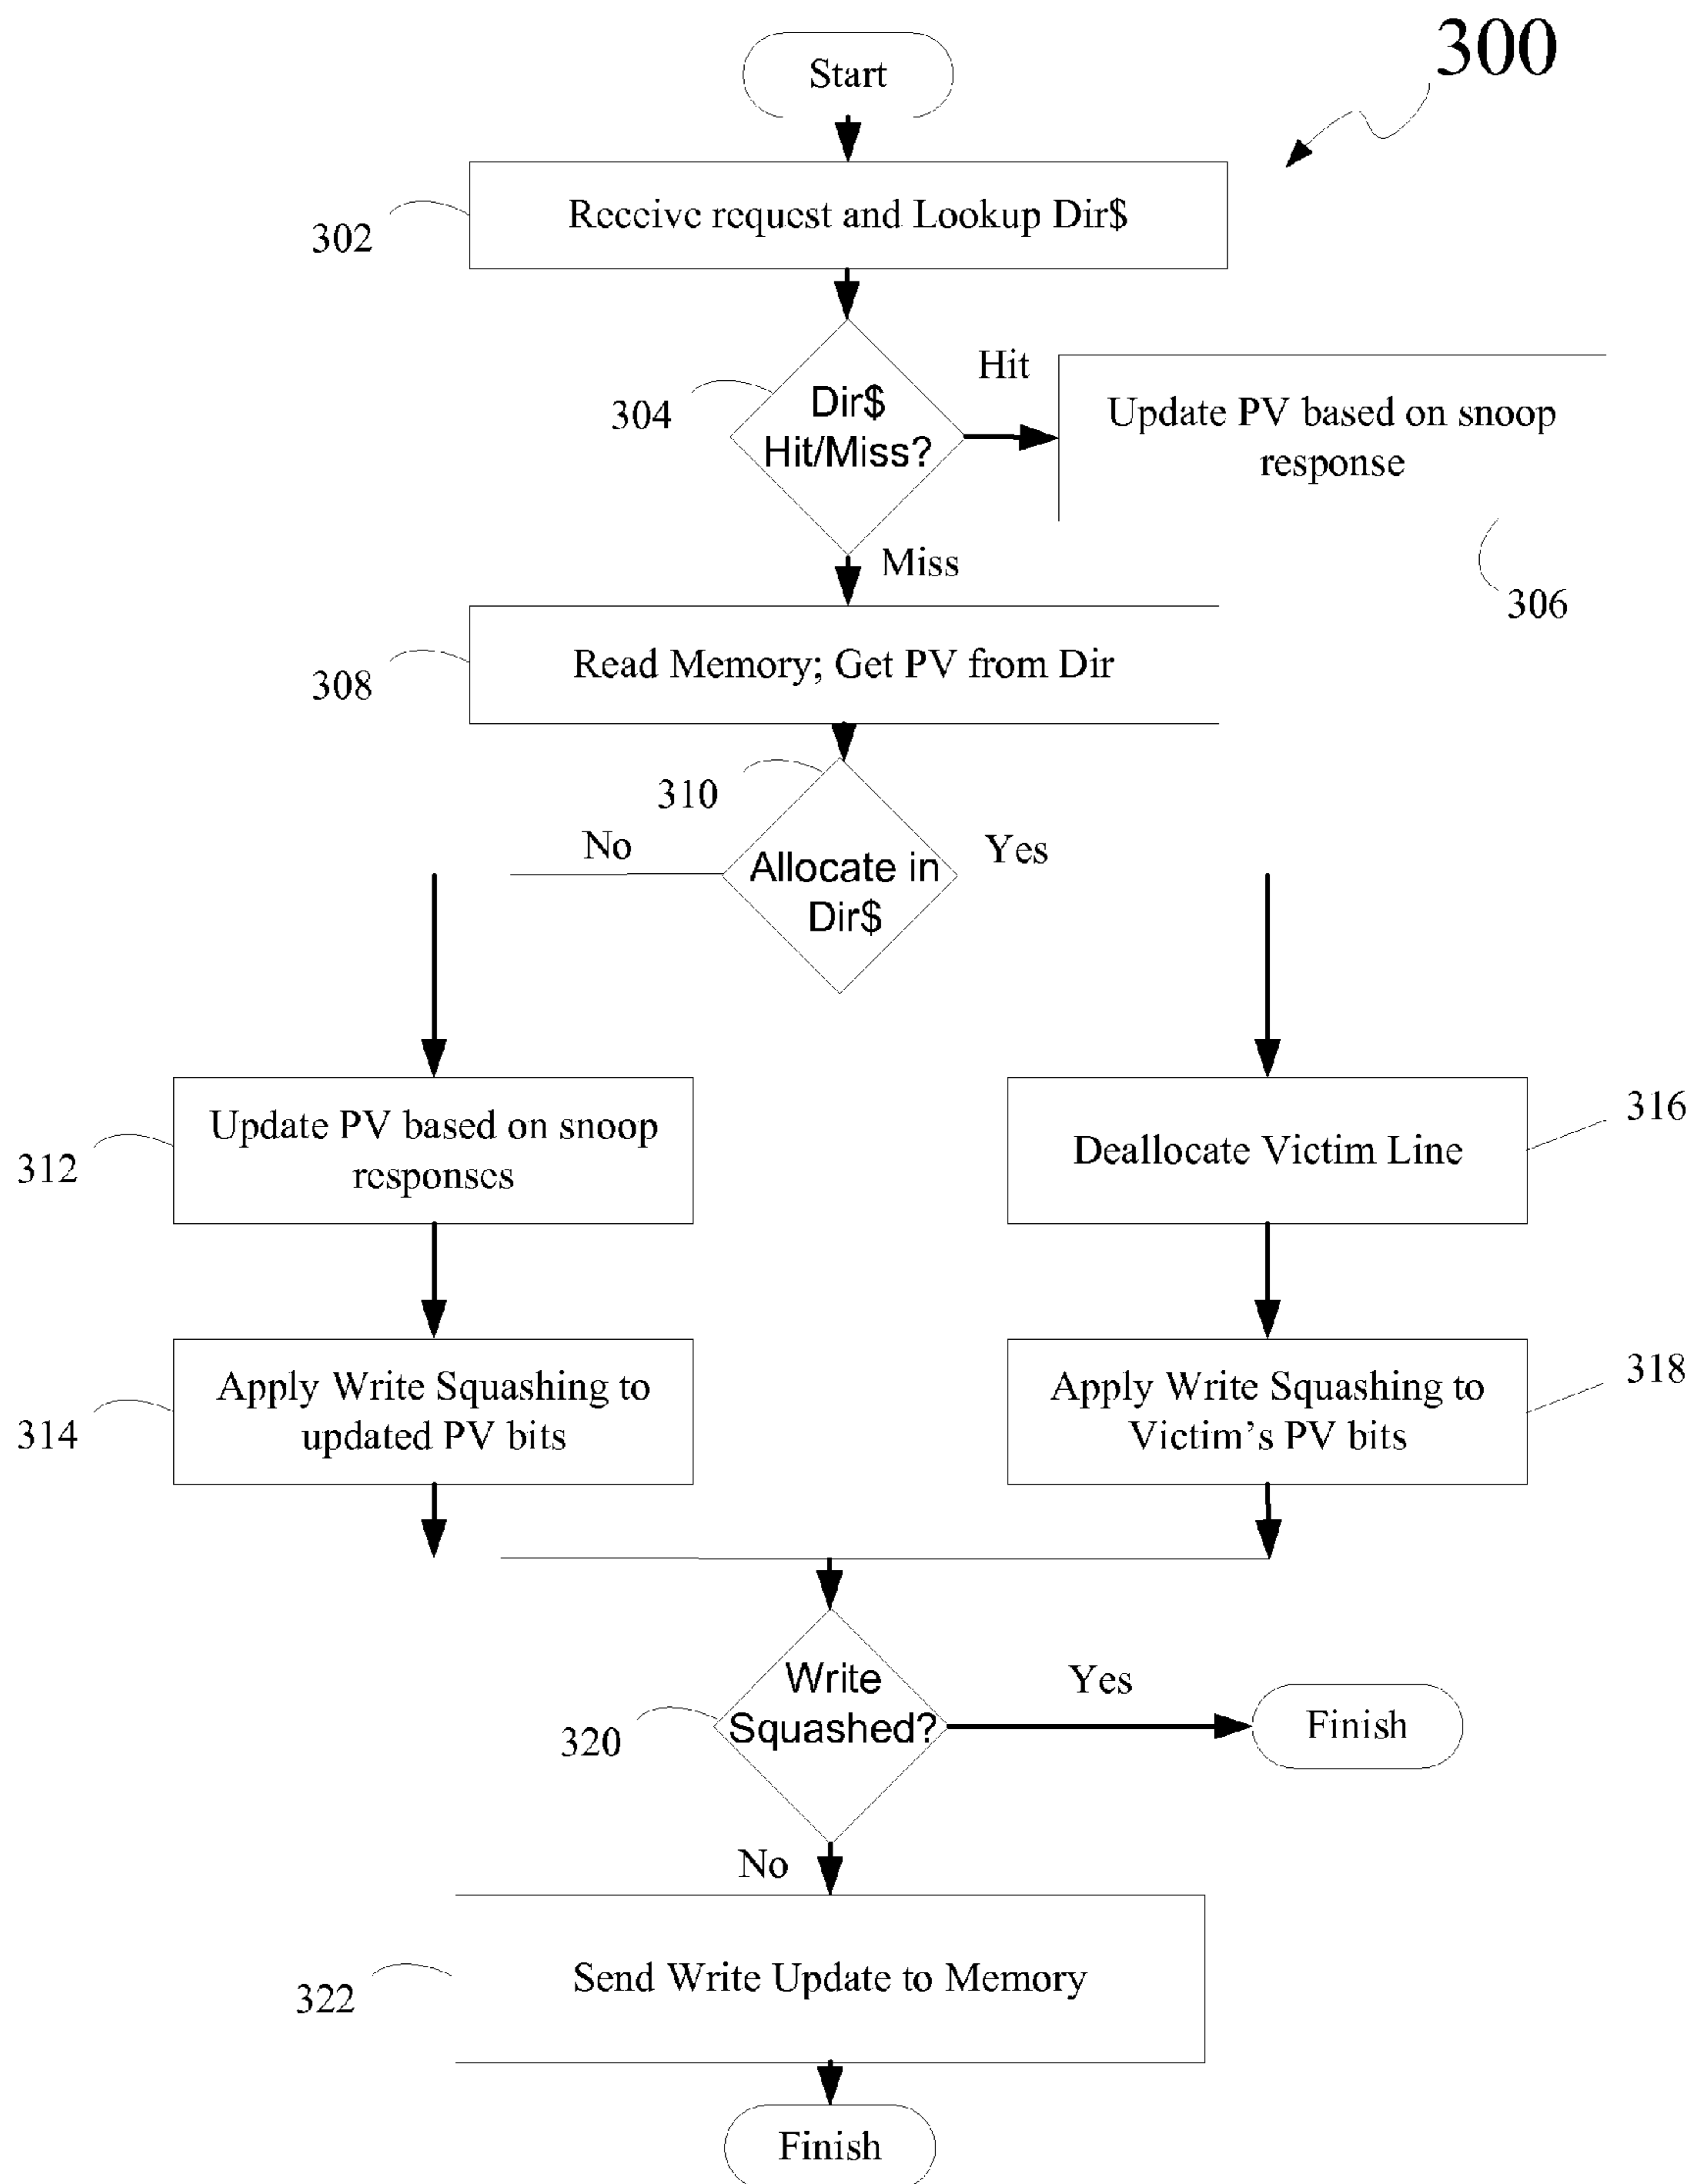 300
Start
Receive request and Lookup Dir$
302
Hit
304
Dir$
Hit/Miss?
Update PV based on snoop
response
Miss
306
Read Memory; Get PV from Dir
308
310
No
Yes
Allocate in
Dir$
Update PV based on snoop
responses
312
Deallocate Victim Line
316
Apply Write Squashing to
updated PV bits
314
Apply Write Squashing to
Victim's PV bits
318
Write
Squashed?
320
Yes
Finish
No
Send Write Update to Memory
322
Finish